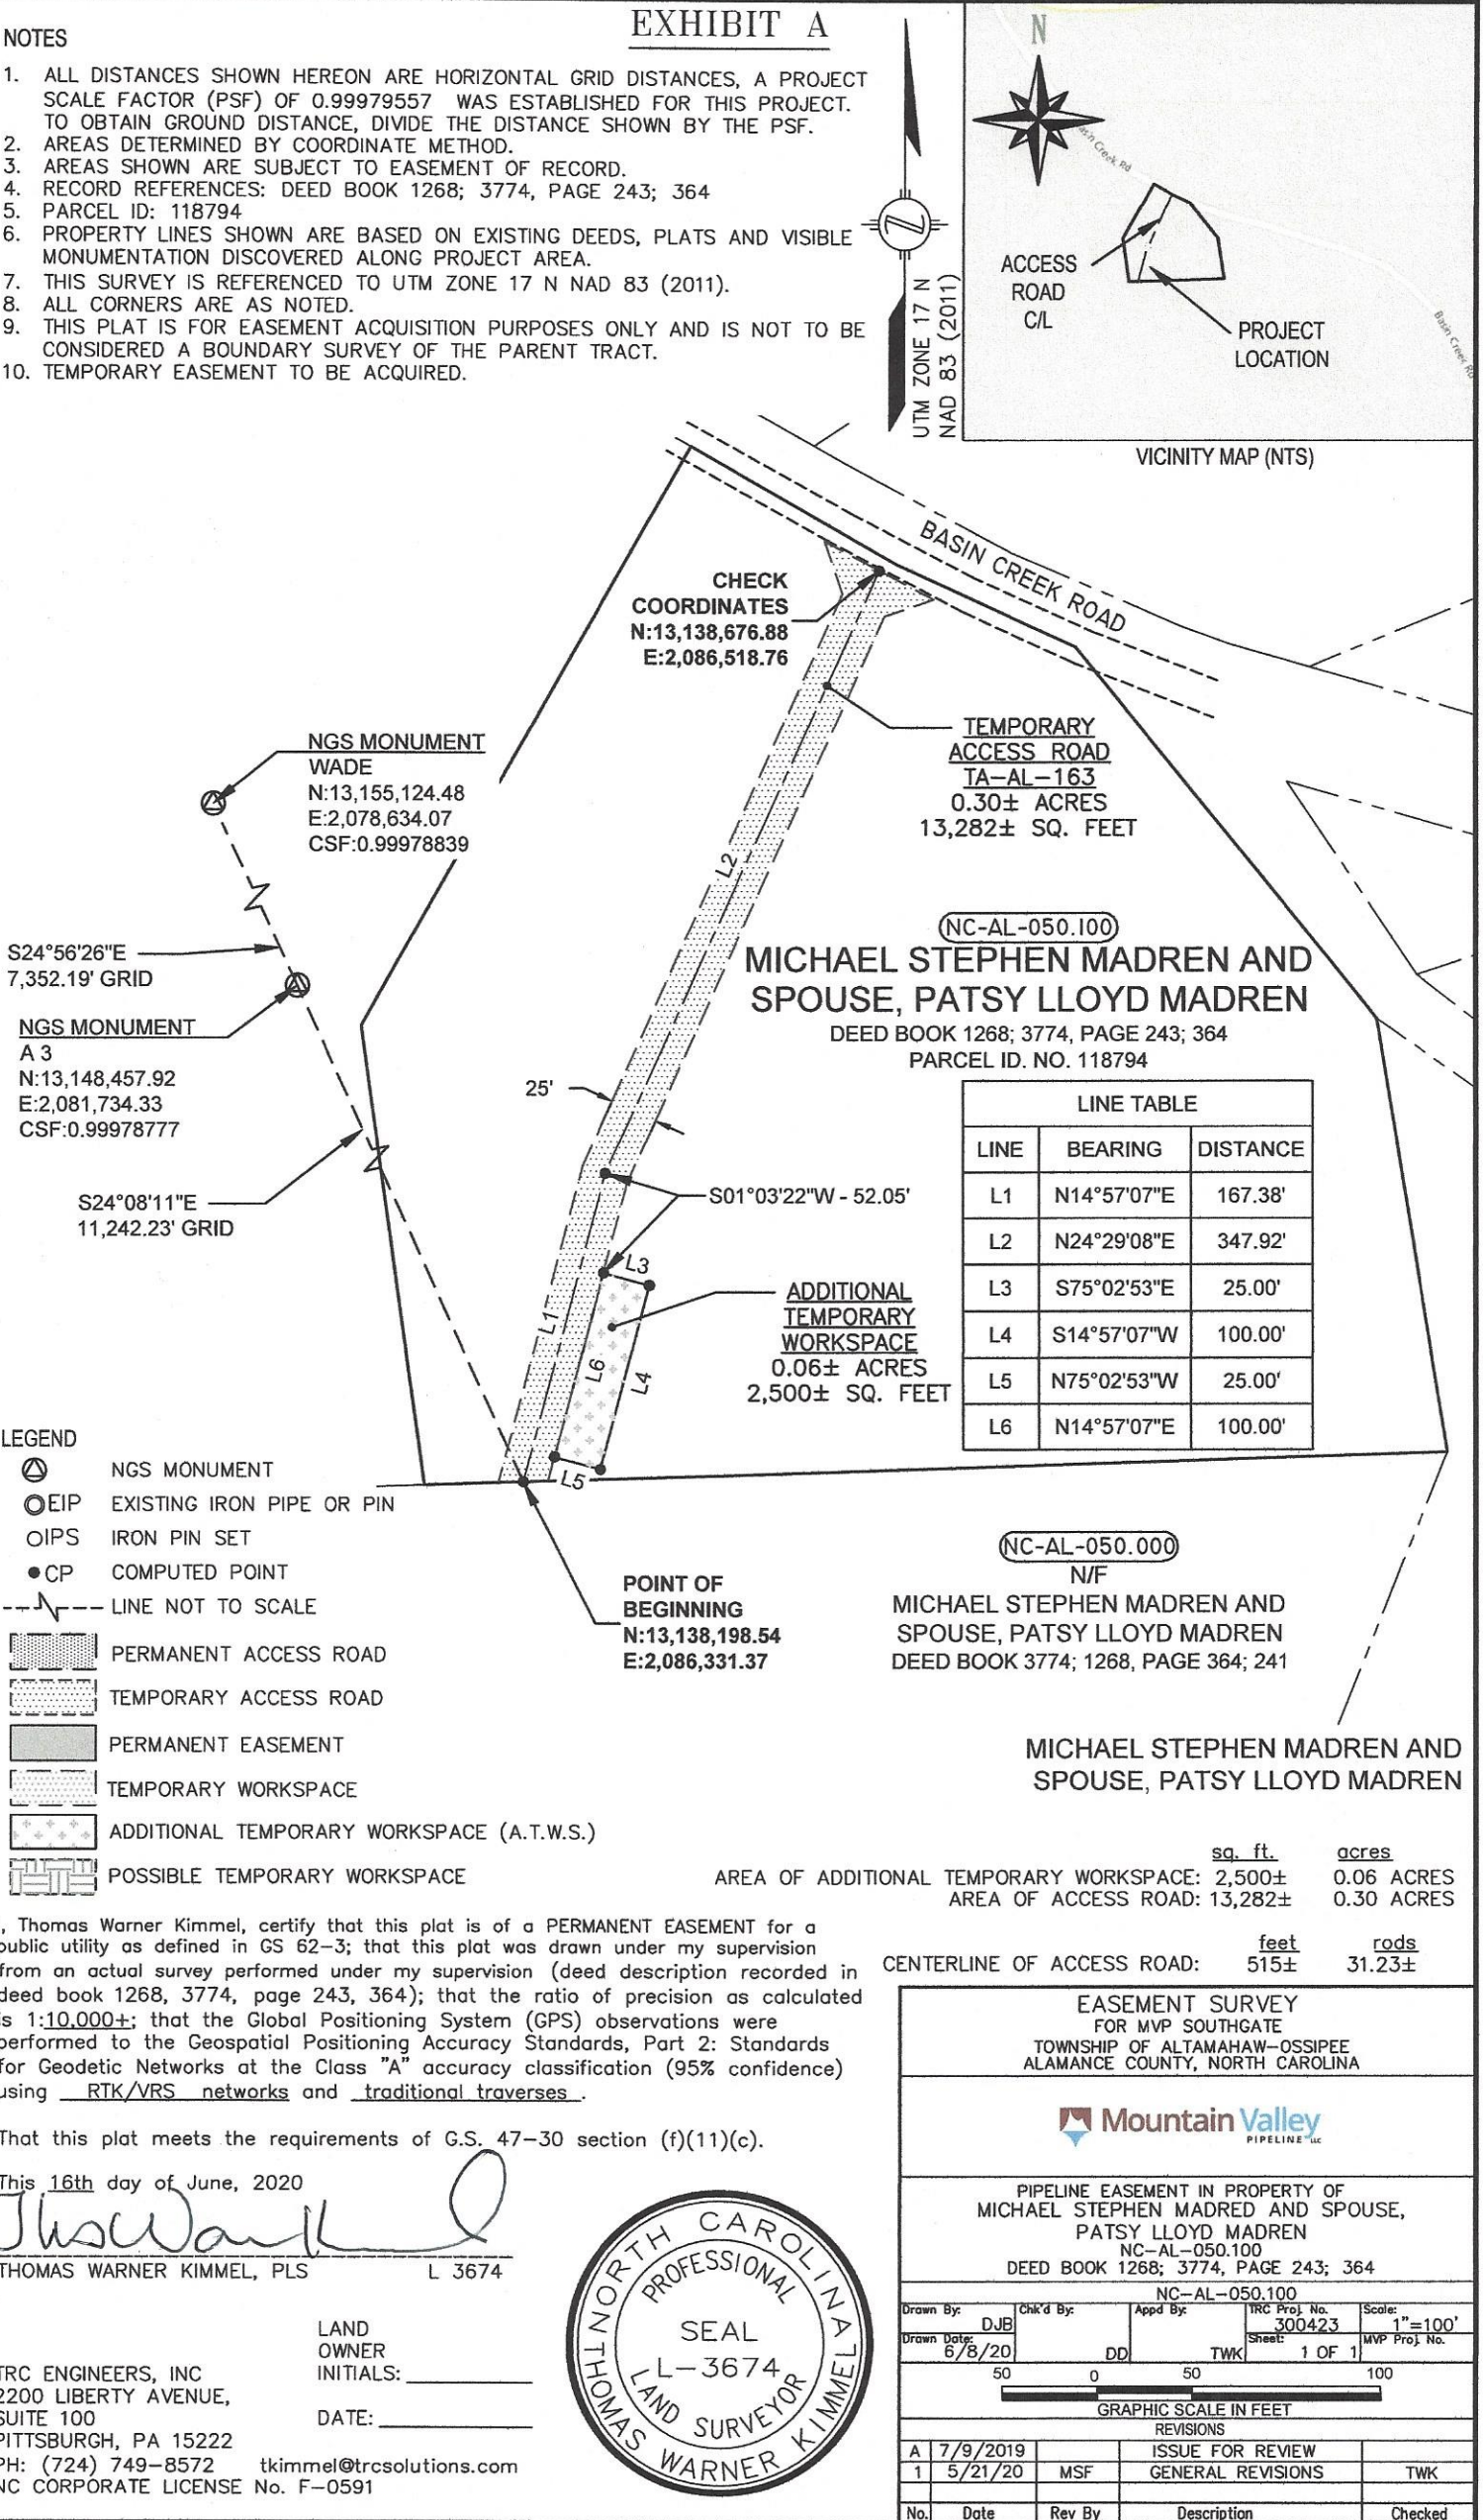 EXHIBIT A
NOTES
1. ALL DISTANCES SHOWN HEREON ARE HORIZONTAL GRID DISTANCES, A PROJECT
SCALE FACTOR (PSF) OF 0.99979557 WAS ESTABLISHED FOR THIS PROJECT.
TO OBTAIN GROUND DISTANCE, DIVIDE THE DISTANCE SHOWN BY THE PSF.
2. AREAS DETERMINED BY COORDINATE METHOD.
3. AREAS SHOWN ARE SUBJECT TO EASEMENT OF RECORD.
4. RECORD REFERENCES: DEED BOOK 1268; 3774, PAGE 243; 364
5. PARCEL ID: 118794
6. PROPERTY LINES SHOWN ARE BASED ON EXISTING DEEDS, PLATS AND VISIBLE
MONUMENTATION DISCOVERED ALONG PROJECT AREA.
7. THIS SURVEY IS REFERENCED TO UTM ZONE 17 N NAD 83 (2011).
8. ALL CORNERS ARE AS NOTED.
9. THIS PLAT IS FOR EASEMENT ACQUISITION PURPOSES ONLY AND IS NOT TO BE
CONSIDERED A BOUNDARY SURVEY OF THE PARENT TRACT.
10. TEMPORARY EASEMENT TO BE ACQUIRED.
N
UTM ZONE 17 N
NAD 83 (2011)
N
Creek Rd
ACCESS
ROAD
C/L
PROJECT
LOCATION
Basin Creek Rd
VICINITY MAP (NTS)
BASIN CREEK ROAD
CHECK
COORDINATES
N:13,138,676.88
E:2,086,518.76
TEMPORARY
ACCESS ROAD
TA-AL-163
0.30± ACRES
13,282± SQ. FEET
NGS MONUMENT
WADE
N:13,155,124.48
E:2,078,634.07
CSF:0.99978839
L2
S24°56'26"E
7,352.19' GRID
NC-AL-050.100
MICHAEL STEPHEN MADREN AND
SPOUSE, PATSY LLOYD MADREN
DEED BOOK 1268; 3774, PAGE 243; 364
PARCEL ID. NO. 118794
NGS MONUMENT
A 3
N:13,148,457.92
E:2,081,734.33
CSF:0.99978777
25'
S24°08'11"E
11,242.23' GRID
S01°03'22"W - 52.05'
LINE TABLE
LINE BEARING DISTANCE
L1 N14°57'07"E 167.38'
L2 N24°29'08"E 347.92'
L3 S75°02'53"E 25.00'
L4 S14°57'07"W 100.00'
L5 N75°02'53"W 25.00'
L6 N14°57'07"E 100.00'
L3
L1
L6
L4
L5
ADDITIONAL
TEMPORARY
WORKSPACE
0.06± ACRES
2,500± SQ. FEET
LEGEND
NGS MONUMENT
EIP EXISTING IRON PIPE OR PIN
IPS IRON PIN SET
CP COMPUTED POINT
LINE NOT TO SCALE
PERMANENT ACCESS ROAD
TEMPORARY ACCESS ROAD
PERMANENT EASEMENT
TEMPORARY WORKSPACE
ADDITIONAL TEMPORARY WORKSPACE (A.T.W.S.)
POSSIBLE TEMPORARY WORKSPACE
POINT OF
BEGINNING
N:13,138,198.54
E:2,086,331.37
NC-AL-050.000
N/F
MICHAEL STEPHEN MADREN AND
SPOUSE, PATSY LLOYD MADREN
DEED BOOK 3774; 1268, PAGE 364; 241
MICHAEL STEPHEN MADREN AND
SPOUSE, PATSY LLOYD MADREN
sq. ft. acres
AREA OF ADDITIONAL TEMPORARY WORKSPACE: 2,500± 0.06 ACRES
AREA OF ACCESS ROAD: 13,282± 0.30 ACRES
feet rods
CENTERLINE OF ACCESS ROAD: 515± 31.23±
, Thomas Warner Kimmel, certify that this plat is of a PERMANENT EASEMENT for a
public utility as defined in GS 62-3; that this plat was drawn under my supervision
from an actual survey performed under my supervision (deed description recorded in
deed book 1268, 3774, page 243, 364); that the ratio of precision as calculated
is 1:10,000+; that the Global Positioning System (GPS) observations were
performed to the Geospatial Positioning Accuracy Standards, Part 2: Standards
for Geodetic Networks at the Class "A" accuracy classification (95% confidence)
using RTK/VRS networks and traditional traverses.
That this plat meets the requirements of G.S. 47-30 section (f)(11)(c).
This 16th day of June, 2020
THOMAS WARNER KIMMEL, PLS L 3674
TRC ENGINEERS, INC
2200 LIBERTY AVENUE,
SUITE 100
PITTSBURGH, PA 15222
PH: (724) 749-8572 tkimmel@trcsolutions.com
NC CORPORATE LICENSE No. F-0591
LAND
OWNER
INITIALS:
DATE:
NORTH CAROLINA
PROFESSIONAL
SEAL
L-3674
LAND SURVEYOR
THOMAS WARNER KIMMEL
EASEMENT SURVEY
FOR MVP SOUTHGATE
TOWNSHIP OF ALTAMAHAW-OSSIPEE
ALAMANCE COUNTY, NORTH CAROLINA
Mountain Valley
PIPELINE LLC
PIPELINE EASEMENT IN PROPERTY OF
MICHAEL STEPHEN MADRED AND SPOUSE,
PATSY LLOYD MADREN
NC-AL-050.100
DEED BOOK 1268; 3774, PAGE 243; 364
NC-AL-050.100
Drawn By: DJB Chk'd By: Appd By: TRC Proj. No. 300423 Scale: 1"=100'
Drawn Date: 6/8/20 DD TWK Sheet: 1 OF 1 MVP Proj. No.
50 0 50 100
GRAPHIC SCALE IN FEET
REVISIONS
A 7/9/2019 ISSUE FOR REVIEW
1 5/21/20 MSF GENERAL REVISIONS TWK
No. Date Rev By Description Checked